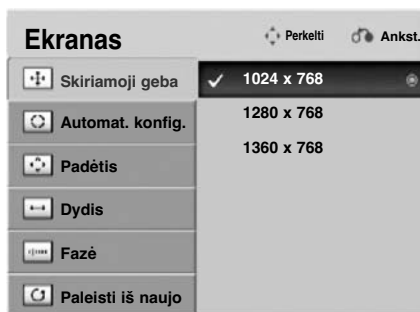 Ekranas
Perkelti
Ankst.
Skiriamoji geba
1024 x 768
Automat. konfig.
1280 x 768
1360 x 768
Padėtis
Dydis
Fazė
Paleisti iš naujo